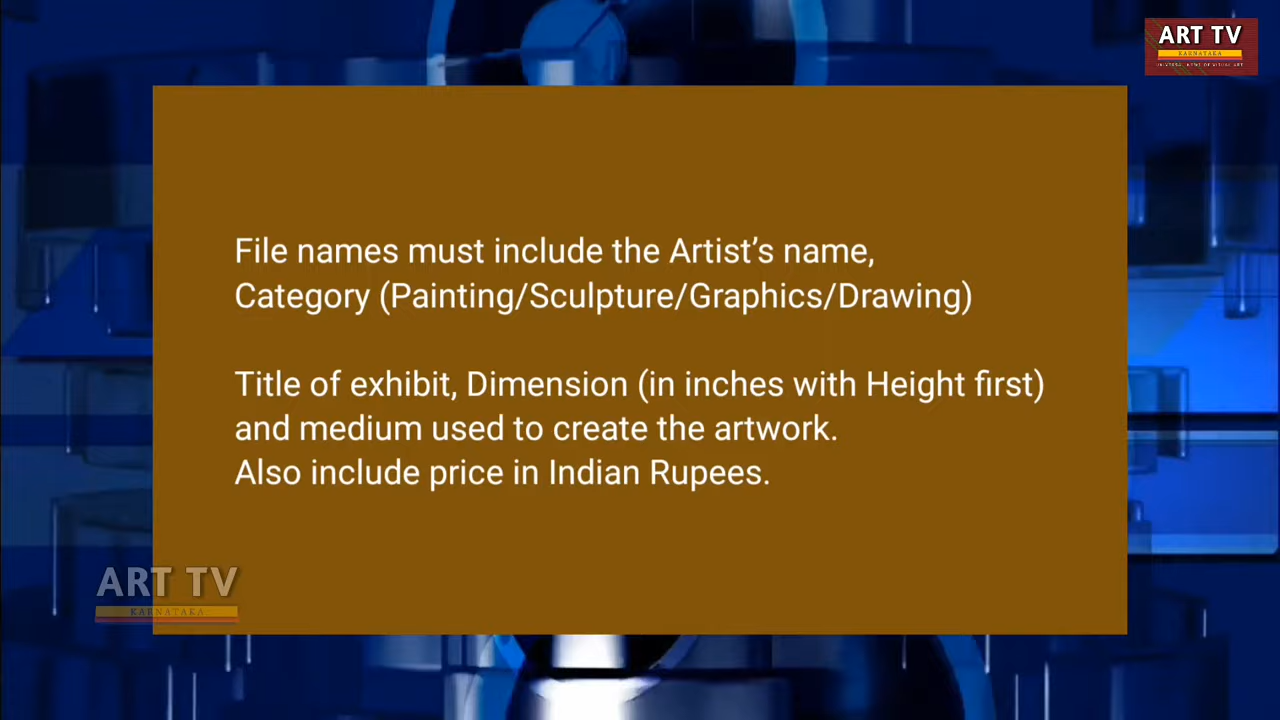 ART TV
KARNATAKA
File names must include the Artist’s name,
Category (Painting/Sculpture/Graphics/Drawing)
Title of exhibit, Dimension (in inches with Height first)
and medium used to create the artwork.
Also include price in Indian Rupees.
ART TV
KARNATAKA